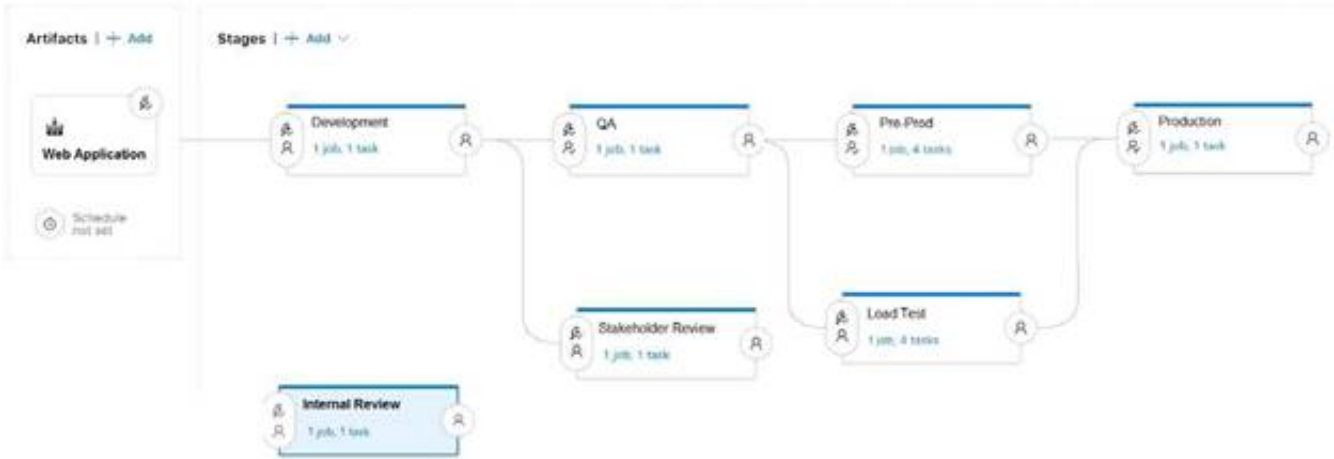 Artifacts | + Add
Stages | + Add
Web Application
Schedule
not set
Development
1 job, 1 task
QA
1 job, 1 task
Pre-Prod
1 job, 4 tasks
Production
1 job, 1 task
Stakeholder Review
1 job, 1 task
Load Test
1 job, 4 tasks
Internal Review
1 job, 1 task